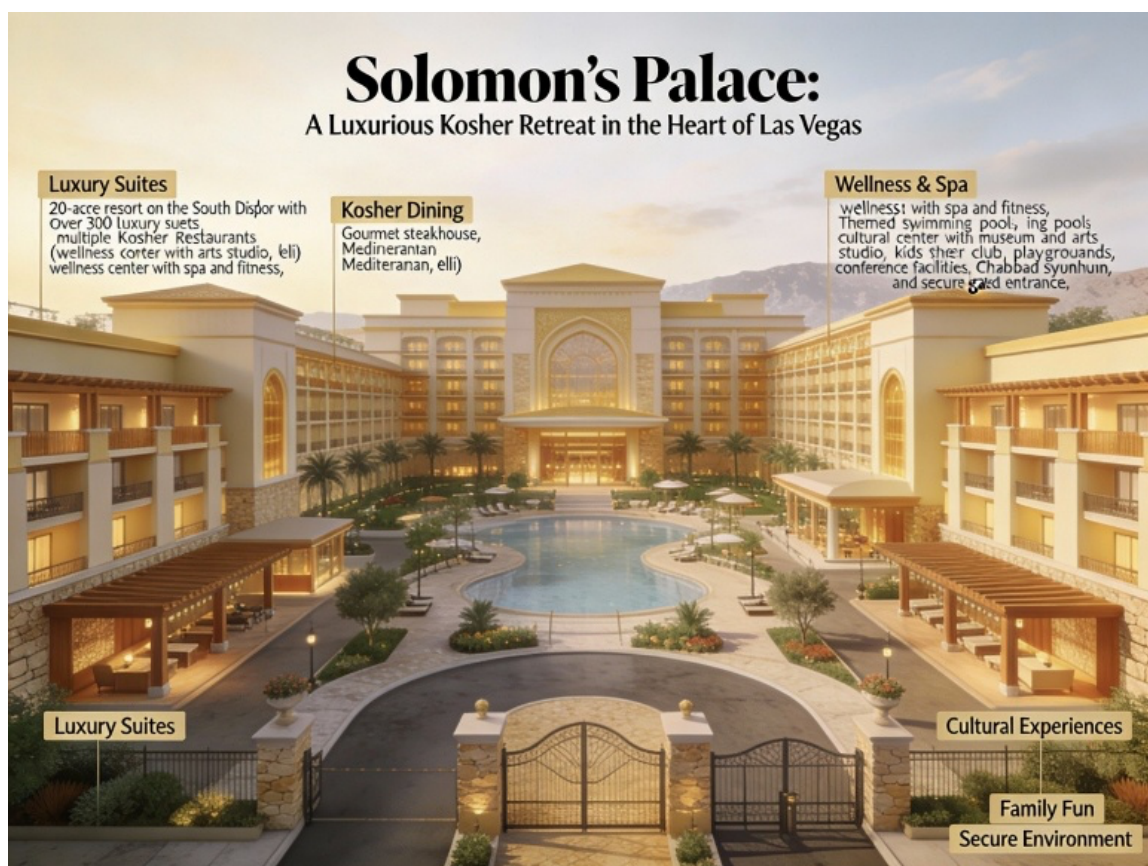 Solomon's Palace:
A Luxurious Kosher Retreat in the Heart of Las Vegas
Luxury Suites
20-acre resort on the South Dispor with
Over 300 luxury suets
multiple Kosher Restaurants
(wellness corter with arts studio, eli)
wellness center with spa and fitness,
Kosher Dining
Gourmet steakhouse,
Medinerantan
Mediteranan, elli)
Wellness & Spa
wellness: with spa and fitness,
Themed swimming pool:, ing pools
cultural center with museum and arts
studio, kids sheer club, playgrounds,
conference facilities, Chabbad syunhuin,
and secure entrance,
Luxury Suites
Cultural Experiences
Family Fun
Secure Environment